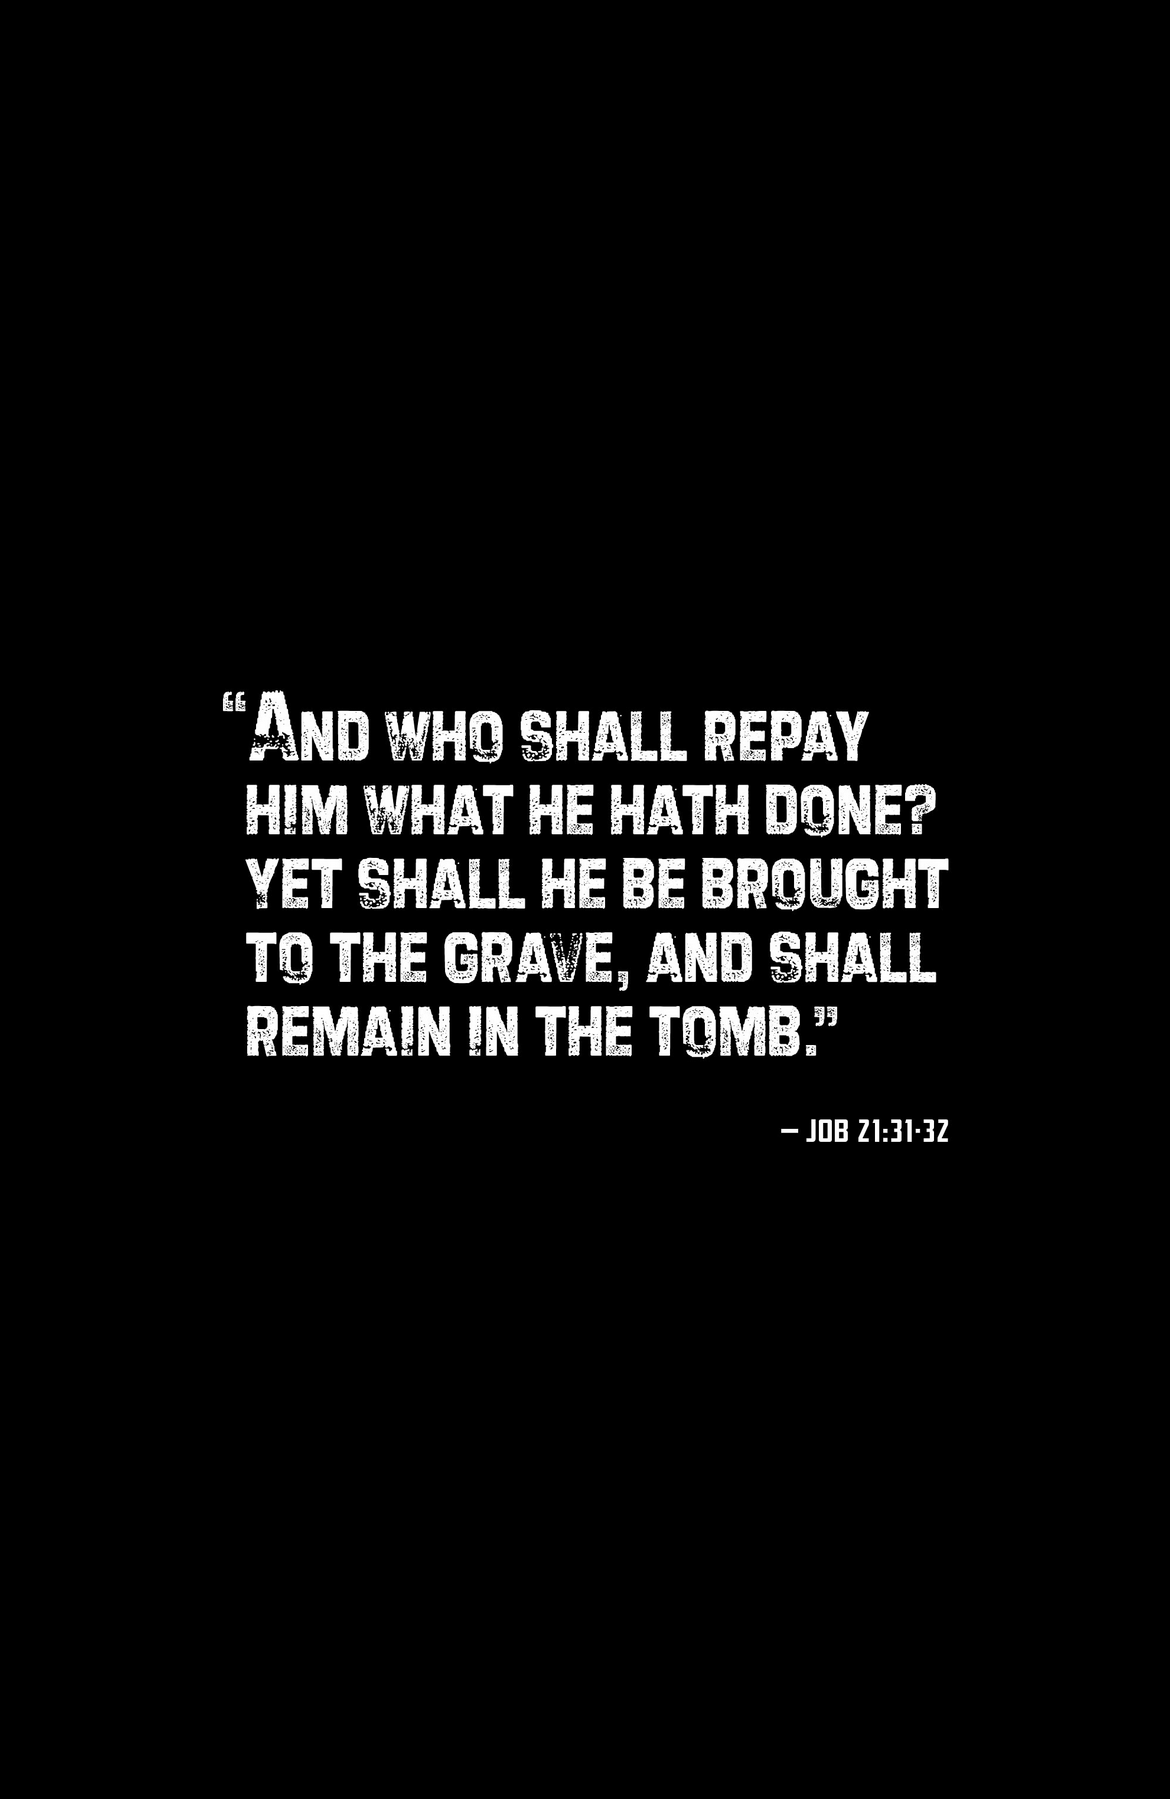 “AND WHO SHALL REPAY
HIM WHAT HE HATH DONE?
YET SHALL HE BE BROUGHT
TO THE GRAVE, AND SHALL
REMAIN IN THE TOMB.”
– JOB 21:31-32